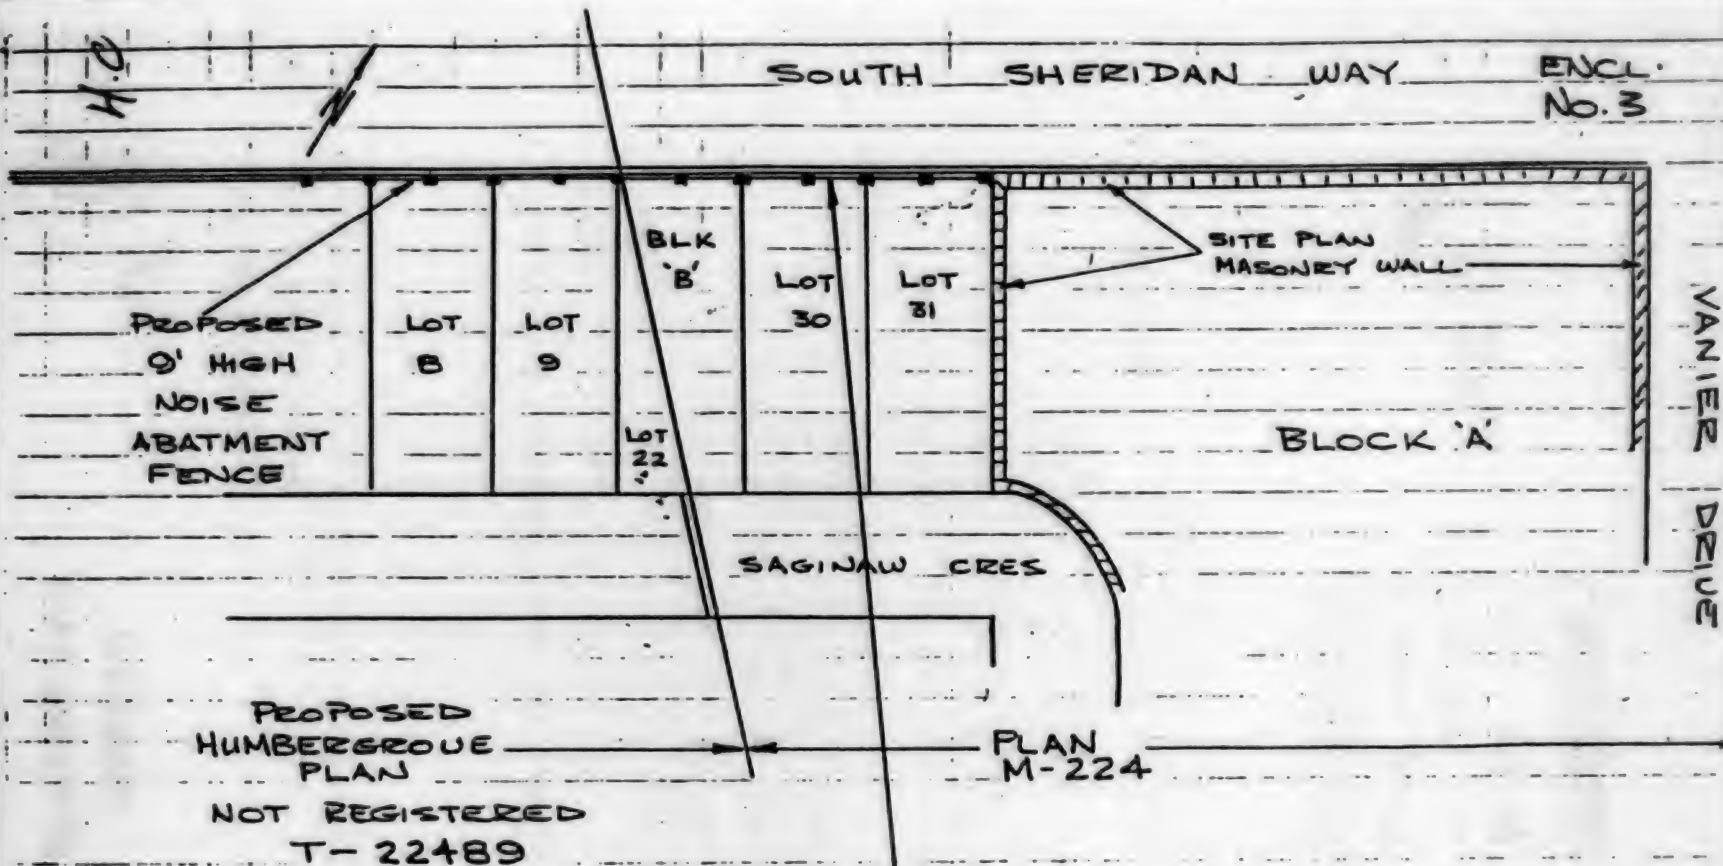 H.O
N
SOUTH SHERIDAN WAY
ENCL.
No. 3
PROPOSED
9' HIGH
NOISE
ABATMENT
FENCE
LOT
8
LOT
9
LOT
22
BLK
'B'
LOT
30
LOT
31
SITE PLAN
MASONRY WALL
BLOCK 'A'
VANIER DRIVE
SAGINAW CRES
PROPOSED
HUMBERGROVE
PLAN
NOT REGISTERED
T-22489
PLAN
M-224